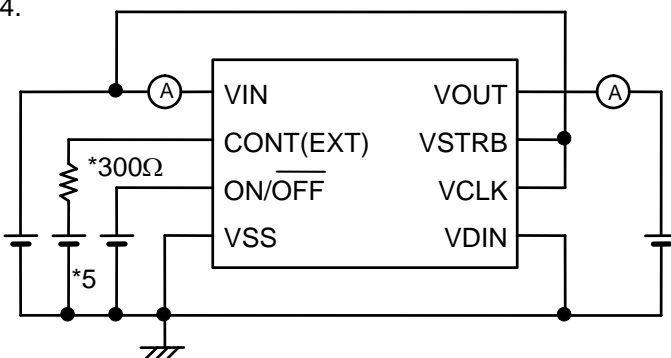 4.
A VIN VOUT A
CONT(EXT) VSTRB
*300Ω
ON/OFF VCLK
VSS VDIN
*5